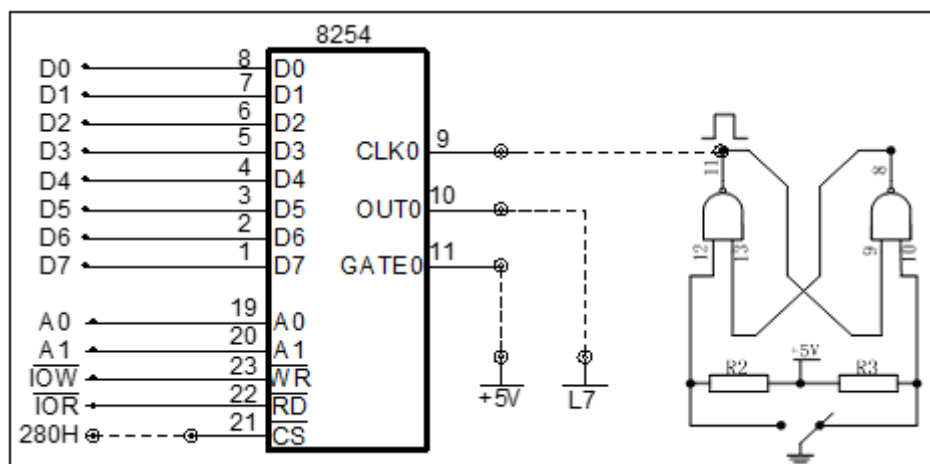 8254
D0 8 D0
D1 7 D1
D2 6 D2
D3 5 D3 CLK0 9
D4 4 D4
D5 3 D5 OUT0 10
D6 2 D6
D7 1 D7 GATE0 11
A0 19 A0
A1 20 A1
IOW 23 WR
IOR 22 RD
280H 21 CS
+5V L7
11 8
12 13 9 10
R2 +5V R3